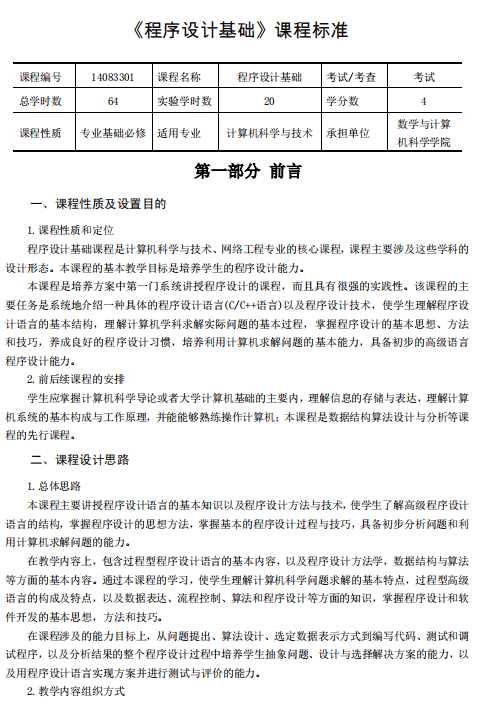 《程序设计基础》课程标准
课程编号 14083301 课程名称 程序设计基础 考试/考查 考试
总学时数 64 实验学时数 20 学分数 4
课程性质 专业基础必修 适用专业 计算机科学与技术 承担单位 数学与计算
机科学学院
第一部分 前言
一、课程性质及设置目的
1.课程性质和定位
程序设计基础课程是计算机科学与技术、网络工程专业的核心课程,课程主要涉及这些学科的
设计形态。本课程的基本教学目标是培养学生的程序设计能力。
本课程是培养方案中第一门系统讲授程序设计的课程,而且具有很强的实践性。该课程的主
要任务是系统地介绍一种具体的程序设计语言(C/C++语言)以及程序设计技术,使学生理解程序设
计语言的基本结构,理解计算机学科求解实际问题的基本过程,掌握程序设计的基本思想、方法
和技巧,养成良好的程序设计习惯,培养利用计算机求解问题的基本能力,具备初步的高级语言
程序设计能力。
2.前后续课程的安排
学生应掌握计算机科学导论或者大学计算机基础的主要内,理解信息的存储与表达,理解计算
机系统的基本构成与工作原理,并能能够熟练操作计算机;本课程是数据结构算法设计与分析等课
程的先行课程。
二、课程设计思路
1.总体思路
本课程主要讲授程序设计语言的基本知识以及程序设计方法与技术,使学生了解高级程序设计
语言的结构,掌握程序设计的思想方法,掌握基本的程序设计过程与技巧,具备初步分析问题和利
用计算机求解问题的能力。
在教学内容上,包含过程型程序设计语言的基本内容,以及程序设计方法学,数据结构与算法
等方面的基本内容。通过本课程的学习,使学生理解计算机科学问题求解的基本特点,过程型高级
语言的构成及特点,以及数据表达、流程控制、算法和程序设计等方面的知识,掌握程序设计和软
件开发的基本思想,方法和技巧。
在课程涉及的能力目标上,从问题提出、算法设计、选定数据表示方式到编写代码、测试和调
试程序,以及分析结果的整个程序设计过程中培养学生抽象问题、设计与选择解决方案的能力,以
及用程序设计语言实现方案并进行测试与评价的能力。
2.教学内容组织方式